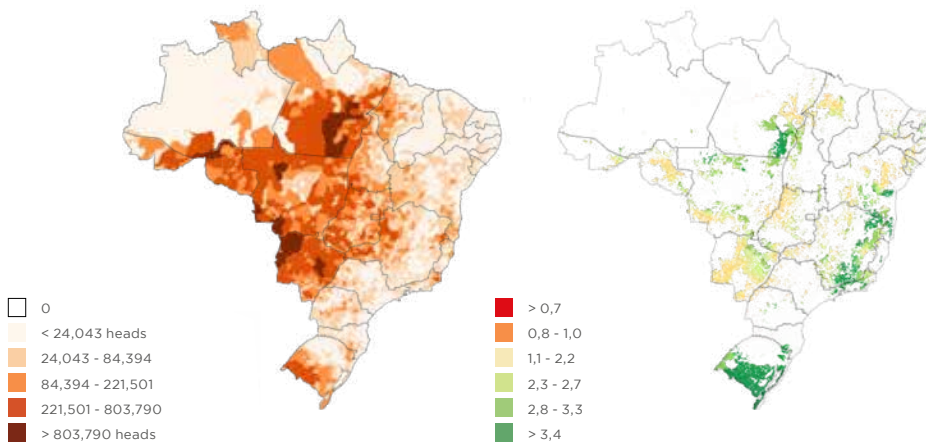 0
< 24,043 heads
24,043 - 84,394
84,394 - 221,501
221,501 - 803,790
> 803,790 heads
> 0,7
0,8 - 1,0
1,1 - 2,2
2,3 - 2,7
2,8 - 3,3
> 3,4